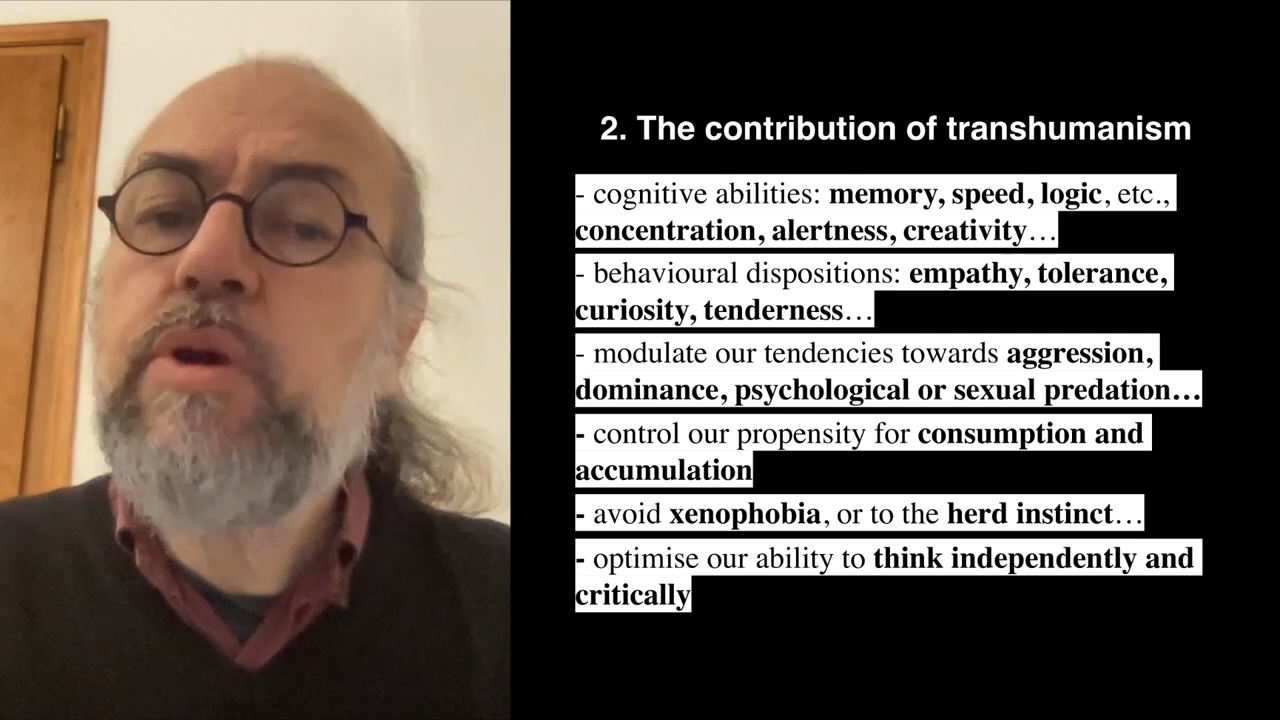 2. The contribution of transhumanism
- cognitive abilities: memory, speed, logic, etc.,
concentration, alertness, creativity…
- behavioural dispositions: empathy, tolerance,
curiosity, tenderness…
- modulate our tendencies towards aggression,
dominance, psychological or sexual predation…
- control our propensity for consumption and
accumulation
- avoid xenophobia, or to the herd instinct…
- optimise our ability to think independently and
critically